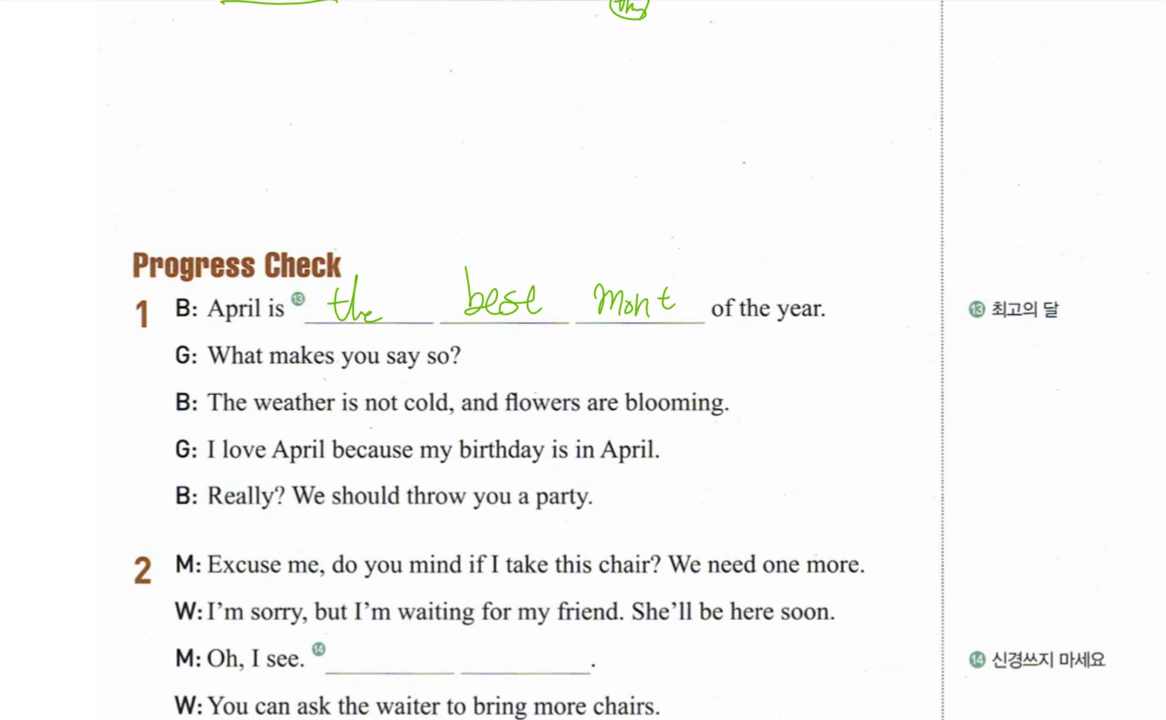 thy
Progress Check
1 B: April is ⑬ the best mont of the year.
⑬ 최고의 달
G: What makes you say so?
B: The weather is not cold, and flowers are blooming.
G: I love April because my birthday is in April.
B: Really? We should throw you a party.
2 M: Excuse me, do you mind if I take this chair? We need one more.
W: I'm sorry, but I'm waiting for my friend. She'll be here soon.
M: Oh, I see. ⑭ ____ ____.
⑭ 신경쓰지 마세요
W: You can ask the waiter to bring more chairs.